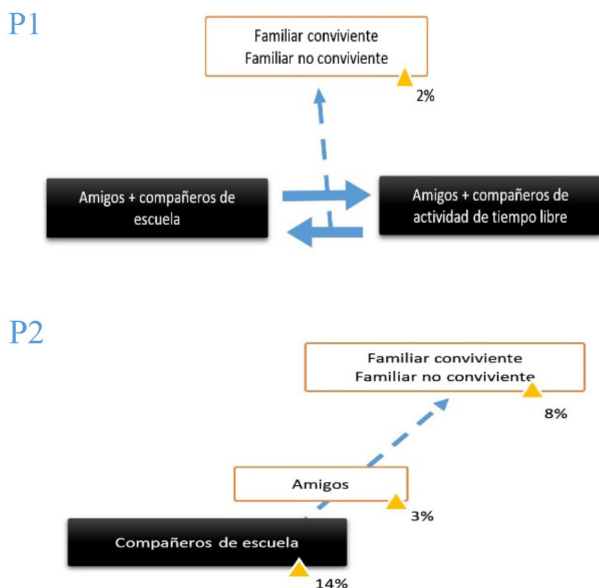 P1
Familiar conviviente
Familiar no conviviente
2%
Amigos + compañeros de
escuela
Amigos + compañeros de
actividad de tiempo libre
P2
Familiar conviviente
Familiar no conviviente
8%
Amigos
3%
Compañeros de escuela
14%